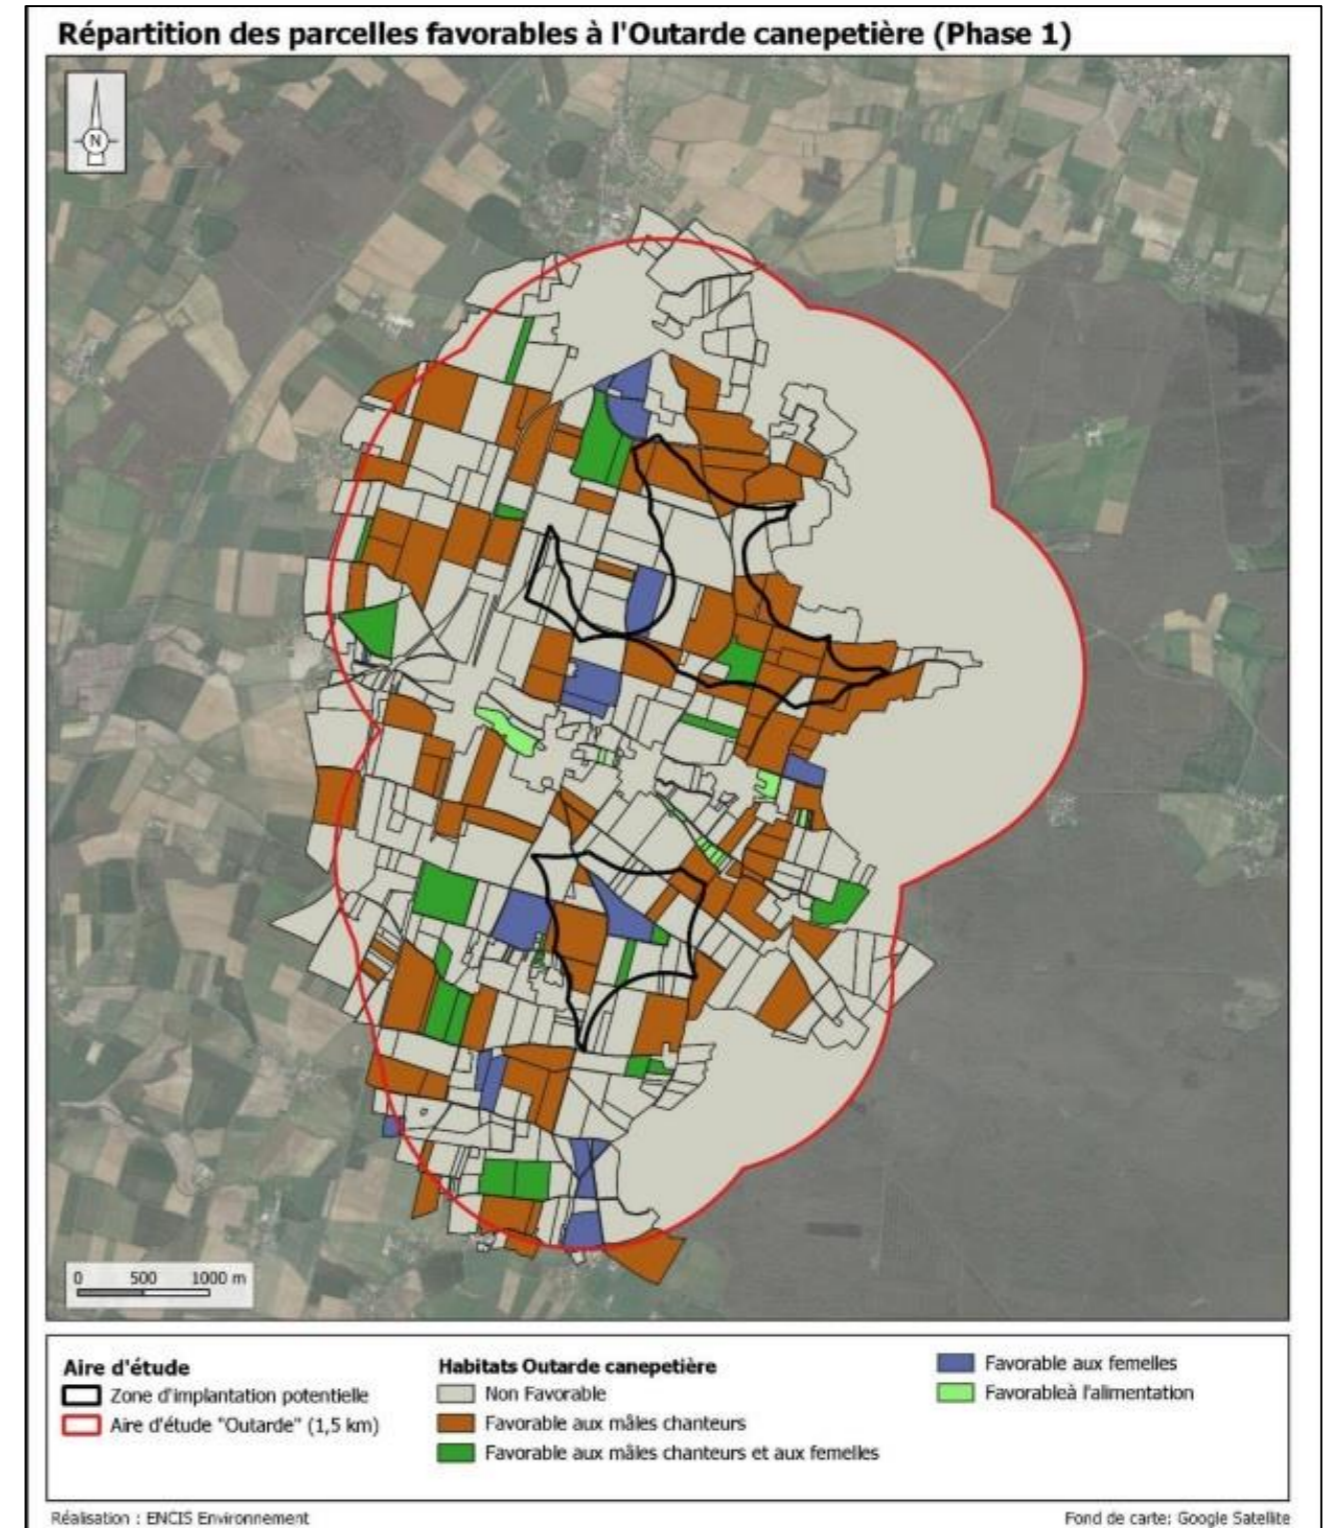 Répartition des parcelles favorables à l'Outarde canepetière (Phase 1)
N
0 500 1000 m
Aire d'étude
Zone d'implantation potentielle
Aire d'étude "Outarde" (1,5 km)
Habitats Outarde canepetière
Non Favorable
Favorable aux mâles chanteurs
Favorable aux mâles chanteurs et aux femelles
Favorable aux femelles
Favorableà l'alimentation
Réalisation : ENCIS Environnement
Fond de carte: Google Satellite